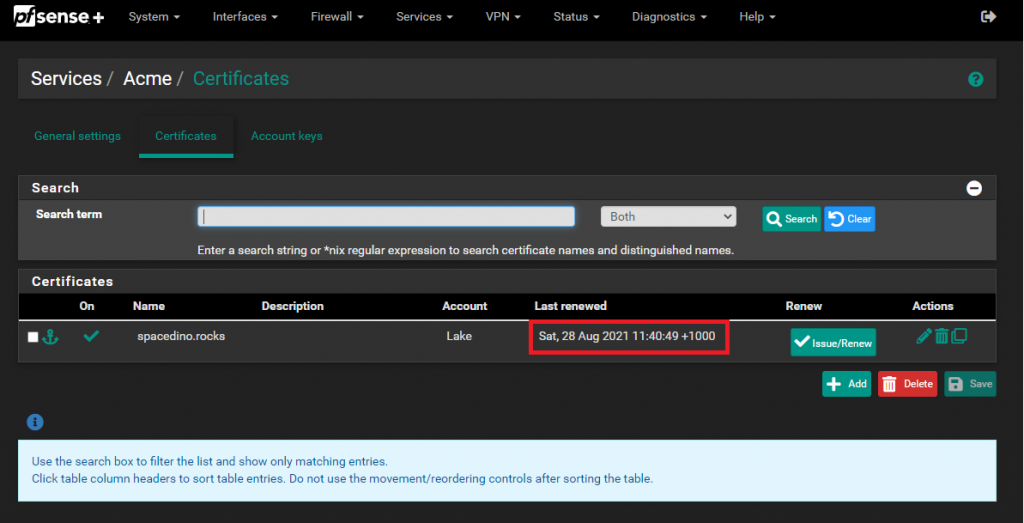 pfsense+ System Interfaces Firewall Services VPN Status Diagnostics Help
Services / Acme / Certificates
General settings Certificates Account keys
Search
Search term Both Search Clear
Enter a search string or *nix regular expression to search certificate names and distinguished names.
Certificates
On Name Description Account Last renewed Renew Actions
spacedino.rocks Lake Sat, 28 Aug 2021 11:40:49 +1000 Issue/Renew
Add Delete Save
Use the search box to filter the list and show only matching entries.
Click table column headers to sort table entries. Do not use the movement/reordering controls after sorting the table.